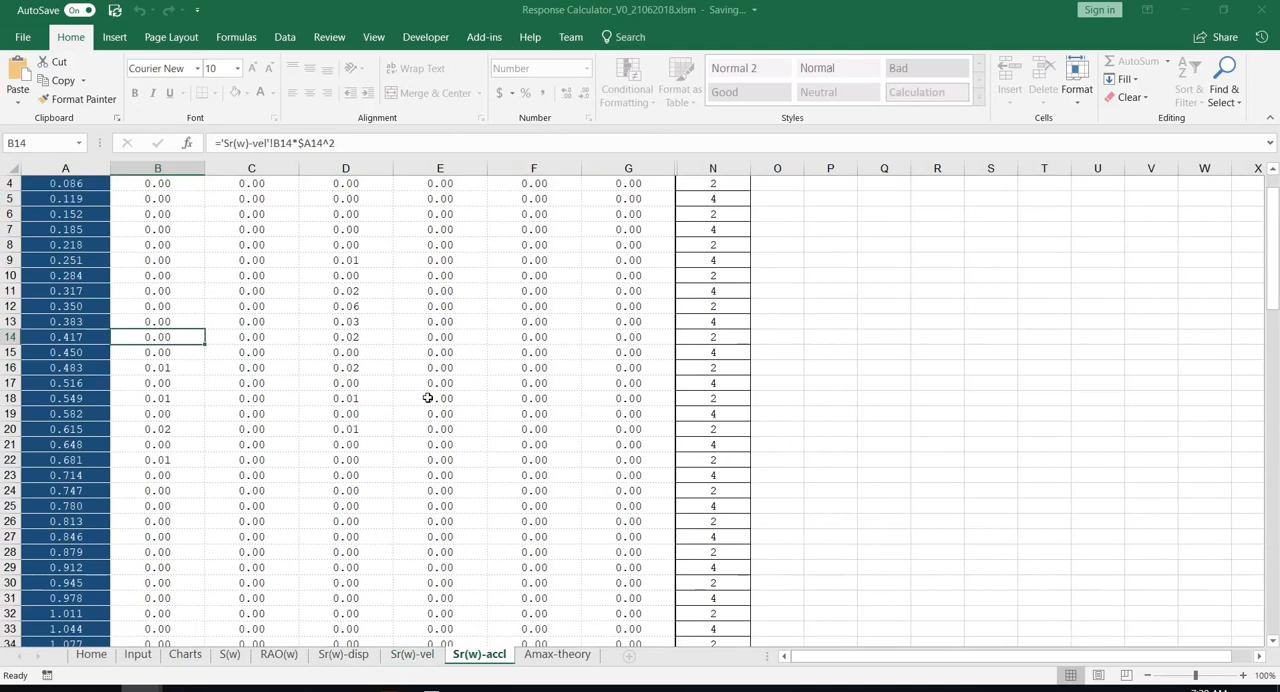 AutoSave On Response Calculator_V0_21062018.xlsm - Saving... Sign in
File Home Insert Page Layout Formulas Data Review View Developer Add-ins Help Team Search Share
Cut
Copy
Paste
Format Painter
Courier New 10
B I U A
Wrap Text
Merge & Center
Number
$ % ,
Conditional Formatting
Format as Table
Normal 2 Normal Bad
Good Neutral Calculation
Insert Delete Format
AutoSum
Fill
Clear
Sort & Filter
Find & Select
Clipboard Font Alignment Number Styles Cells Editing
B14 fx ='Sr(w)-vel'!B14*$A14^2
A B C D E F G N O P Q R S T U V W X
4 0.086 0.00 0.00 0.00 0.00 0.00 0.00 2
5 0.119 0.00 0.00 0.00 0.00 0.00 0.00 4
6 0.152 0.00 0.00 0.00 0.00 0.00 0.00 2
7 0.185 0.00 0.00 0.00 0.00 0.00 0.00 4
8 0.218 0.00 0.00 0.00 0.00 0.00 0.00 2
9 0.251 0.00 0.00 0.01 0.00 0.00 0.00 4
10 0.284 0.00 0.00 0.00 0.00 0.00 0.00 2
11 0.317 0.00 0.00 0.02 0.00 0.00 0.00 4
12 0.350 0.00 0.00 0.06 0.00 0.00 0.00 2
13 0.383 0.00 0.00 0.03 0.00 0.00 0.00 4
14 0.417 0.00 0.00 0.02 0.00 0.00 0.00 2
15 0.450 0.00 0.00 0.00 0.00 0.00 0.00 4
16 0.483 0.01 0.00 0.02 0.00 0.00 0.00 2
17 0.516 0.00 0.00 0.00 0.00 0.00 0.00 4
18 0.549 0.01 0.00 0.01 0.00 0.00 0.00 2
19 0.582 0.00 0.00 0.00 0.00 0.00 0.00 4
20 0.615 0.02 0.00 0.01 0.00 0.00 0.00 2
21 0.648 0.00 0.00 0.00 0.00 0.00 0.00 4
22 0.681 0.01 0.00 0.00 0.00 0.00 0.00 2
23 0.714 0.00 0.00 0.00 0.00 0.00 0.00 4
24 0.747 0.00 0.00 0.00 0.00 0.00 0.00 2
25 0.780 0.00 0.00 0.00 0.00 0.00 0.00 4
26 0.813 0.00 0.00 0.00 0.00 0.00 0.00 2
27 0.846 0.00 0.00 0.00 0.00 0.00 0.00 4
28 0.879 0.00 0.00 0.00 0.00 0.00 0.00 2
29 0.912 0.00 0.00 0.00 0.00 0.00 0.00 4
30 0.945 0.00 0.00 0.00 0.00 0.00 0.00 2
31 0.978 0.00 0.00 0.00 0.00 0.00 0.00 4
32 1.011 0.00 0.00 0.00 0.00 0.00 0.00 2
33 1.044 0.00 0.00 0.00 0.00 0.00 0.00 4
34 1.077 0.00 0.00 0.00 0.00 0.00 0.00 2
Home Input Charts S(w) RAO(w) Sr(w)-disp Sr(w)-vel Sr(w)-accl Amax-theory
Ready 100%